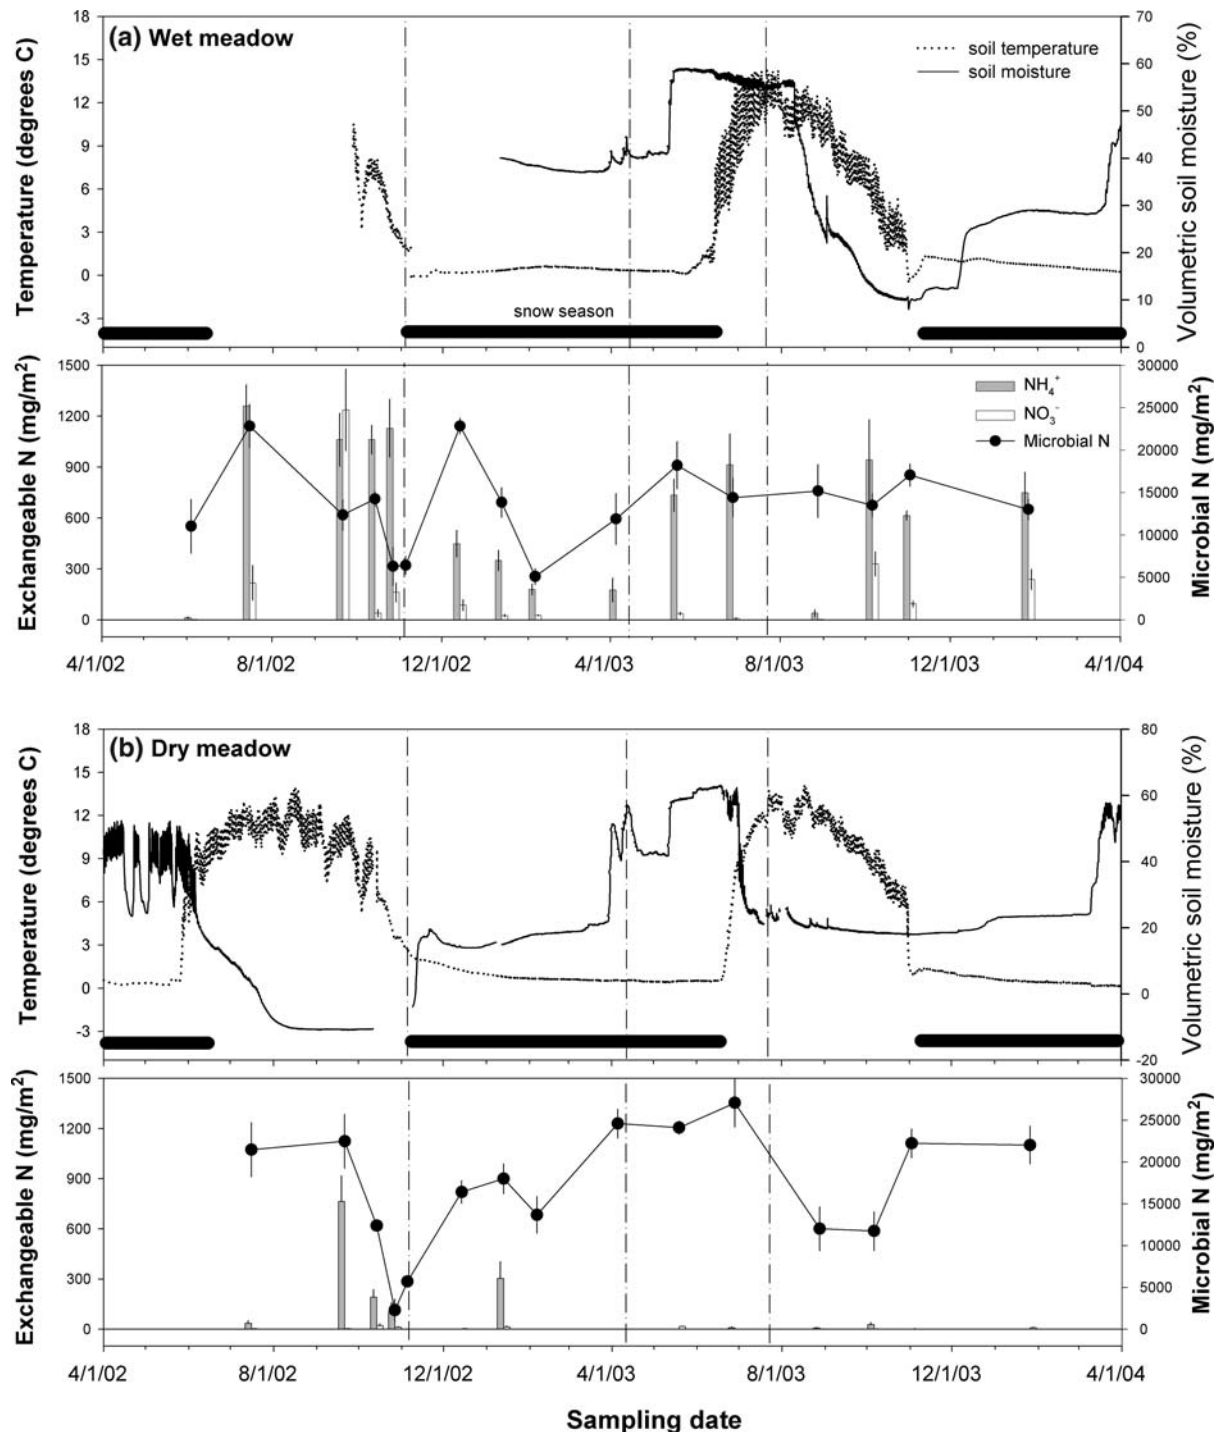 (a) Wet meadow
Temperature (degrees C)
18
15
12
9
6
3
0
-3
Volumetric soil moisture (%)
70
60
50
40
30
20
10
0
soil temperature
soil moisture
snow season
Exchangeable N (mg/m²)
1500
1200
900
600
300
0
Microbial N (mg/m²)
30000
25000
20000
15000
10000
5000
0
NH₄⁺
NO₃⁻
Microbial N
4/1/02 8/1/02 12/1/02 4/1/03 8/1/03 12/1/03 4/1/04
(b) Dry meadow
Temperature (degrees C)
18
15
12
9
6
3
0
-3
Volumetric soil moisture (%)
80
60
40
20
0
-20
Exchangeable N (mg/m²)
1500
1200
900
600
300
0
Microbial N (mg/m²)
30000
25000
20000
15000
10000
5000
0
4/1/02 8/1/02 12/1/02 4/1/03 8/1/03 12/1/03 4/1/04
Sampling date